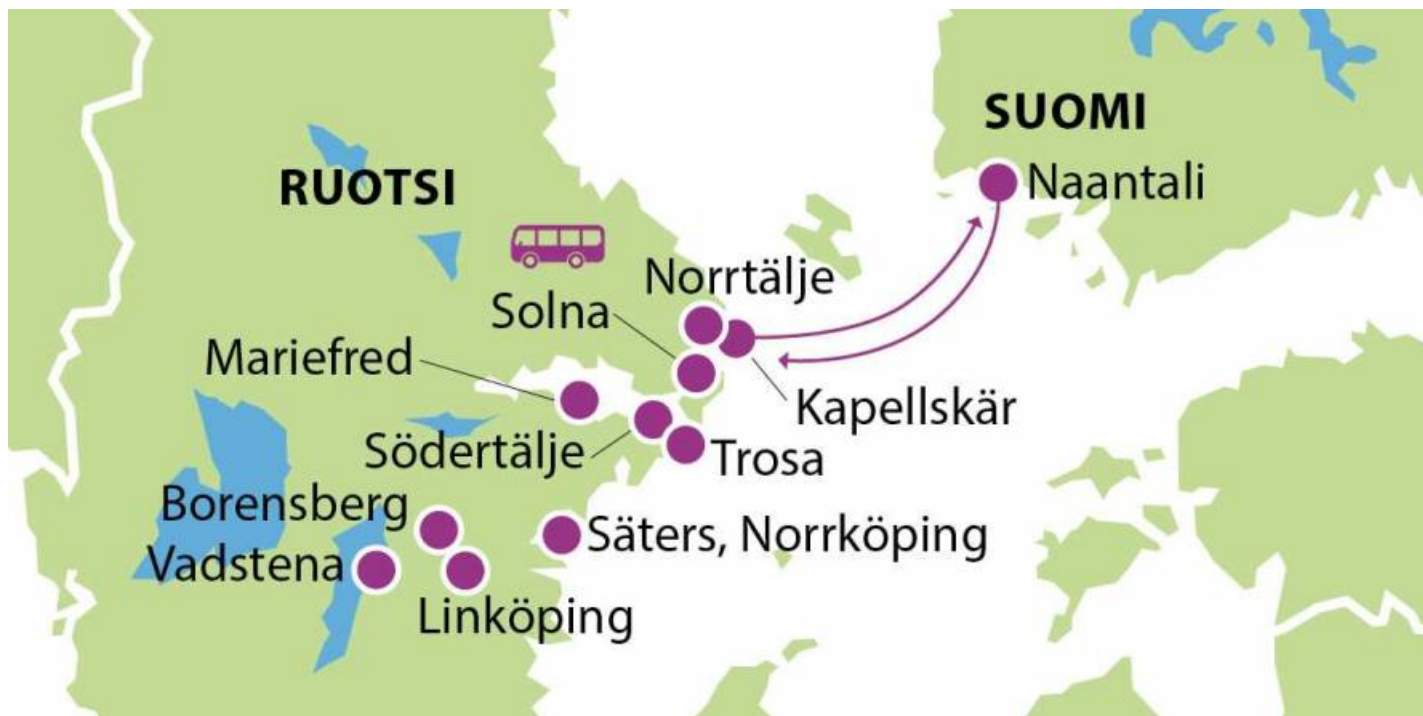 SUOMI
Naantali
RUOTSI
Norrtälje
Solna
Mariefred
Kapellskär
Södertälje
Trosa
Borensberg
Säters, Norrköping
Vadstena
Linköping